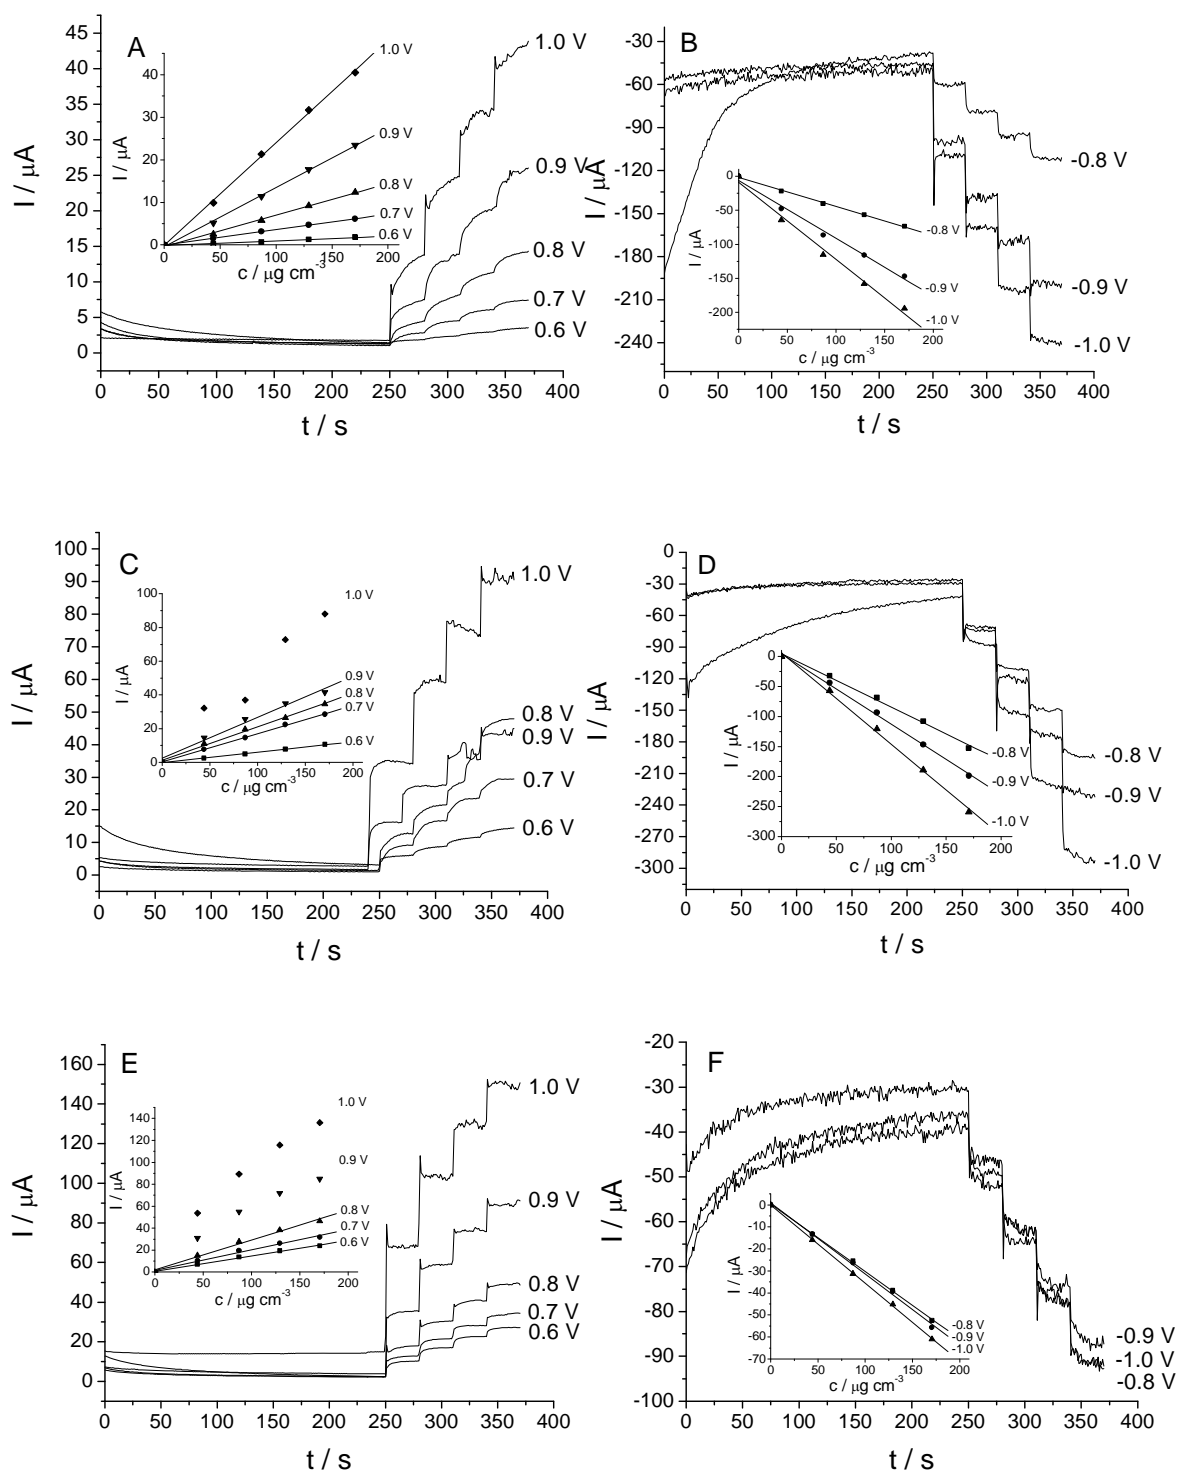 A
I / μA
45
40
35
30
25
20
15
10
5
0
0 50 100 150 200 250 300 350 400
t / s
1.0 V
0.9 V
0.8 V
0.7 V
0.6 V
I / μA
40
30
20
10
0
0 50 100 150 200
c / μg cm-3
1.0 V
0.9 V
0.8 V
0.7 V
0.6 V
B
I / μA
-30
-60
-90
-120
-150
-180
-210
-240
0 50 100 150 200 250 300 350 400
t / s
-0.8 V
-0.9 V
-1.0 V
I / μA
0
-50
-100
-150
-200
0 50 100 150 200
c / μg cm-3
-0.8 V
-0.9 V
-1.0 V
C
I / μA
100
90
80
70
60
50
40
30
20
10
0
0 50 100 150 200 250 300 350 400
t / s
1.0 V
0.8 V
0.9 V
0.7 V
0.6 V
I / μA
100
80
60
40
20
0
0 50 100 150 200
c / μg cm-3
1.0 V
0.9 V
0.8 V
0.7 V
0.6 V
D
I / μA
0
-30
-60
-90
-120
-150
-180
-210
-240
-270
-300
0 50 100 150 200 250 300 350 400
t / s
-0.8 V
-0.9 V
-1.0 V
I / μA
0
-50
-100
-150
-200
-250
-300
0 50 100 150 200
c / μg cm-3
-0.8 V
-0.9 V
-1.0 V
E
I / μA
160
140
120
100
80
60
40
20
0
0 50 100 150 200 250 300 350 400
t / s
1.0 V
0.9 V
0.8 V
0.7 V
0.6 V
I / μA
140
120
100
80
60
40
20
0
0 50 100 150 200
c / μg cm-3
1.0 V
0.9 V
0.8 V
0.7 V
0.6 V
F
I / μA
-20
-30
-40
-50
-60
-70
-80
-90
-100
0 50 100 150 200 250 300 350 400
t / s
-0.9 V
-1.0 V
-0.8 V
I / μA
0
-10
-20
-30
-40
-50
-60
-70
0 50 100 150 200
c / μg cm-3
-0.8 V
-0.9 V
-1.0 V